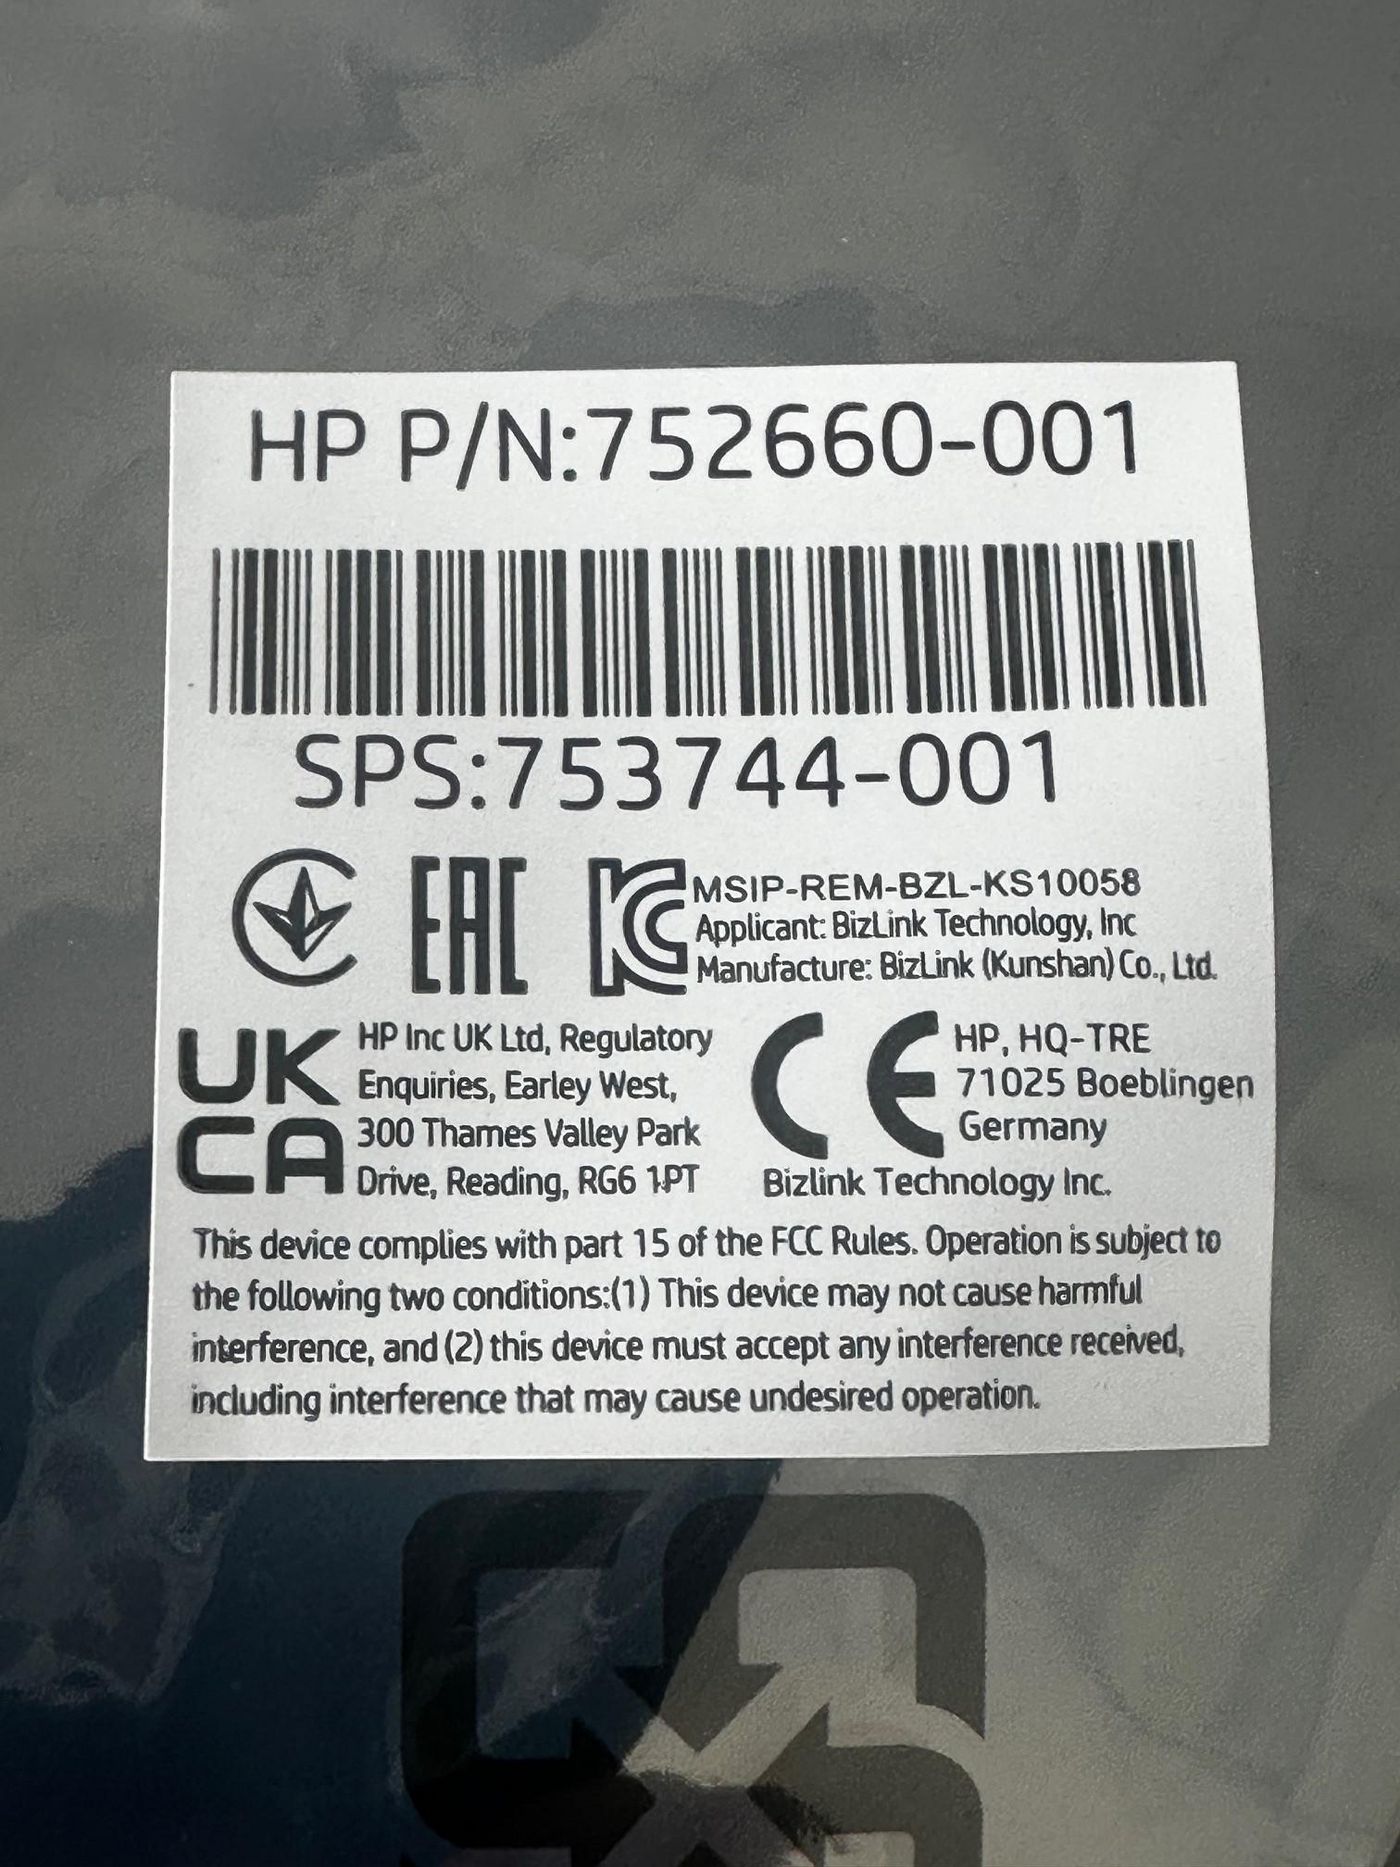 HP P/N:752660-001
SPS:753744-001
EAC
KC
MSIP-REM-BZL-KS10058
Applicant: BizLink Technology, Inc
Manufacture: BizLink (Kunshan) Co., Ltd.
UK
CA
HP Inc UK Ltd, Regulatory
Enquiries, Earley West,
300 Thames Valley Park
Drive, Reading, RG6 1PT
CE
HP, HQ-TRE
71025 Boeblingen
Germany
Bizlink Technology Inc.
This device complies with part 15 of the FCC Rules. Operation is subject to
the following two conditions:(1) This device may not cause harmful
interference, and (2) this device must accept any interference received,
including interference that may cause undesired operation.